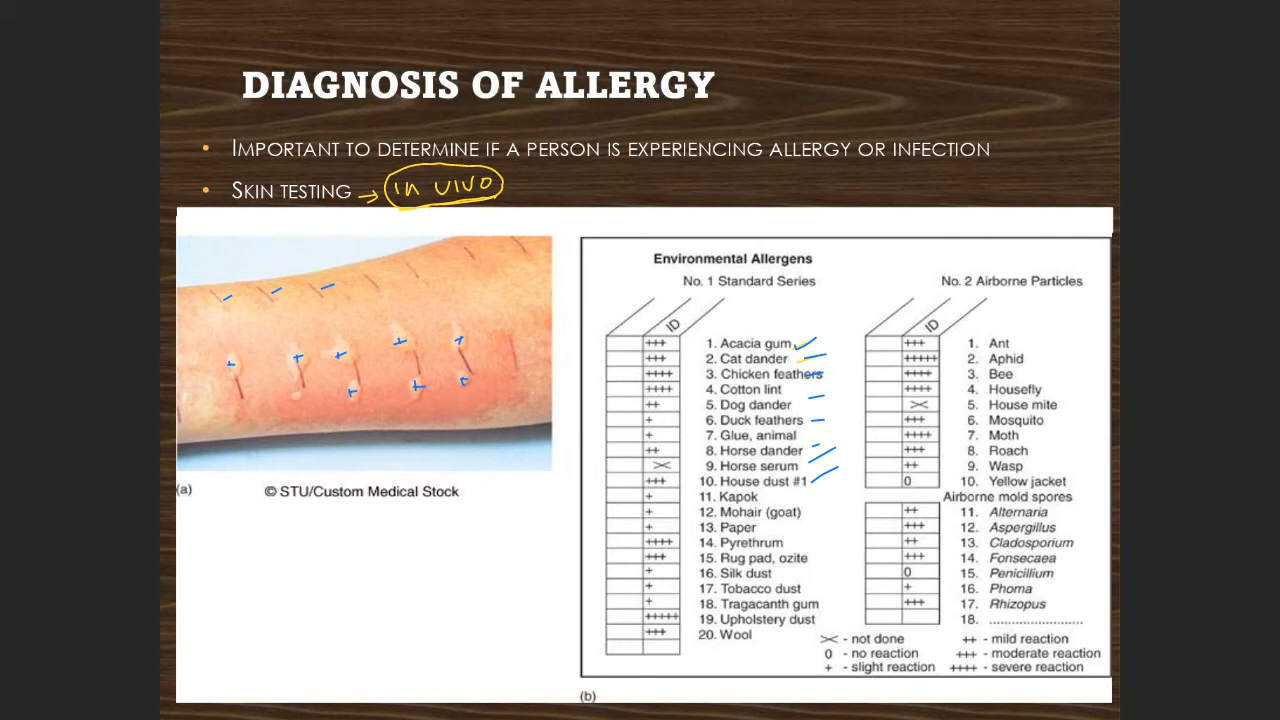 DIAGNOSIS OF ALLERGY
• IMPORTANT TO DETERMINE IF A PERSON IS EXPERIENCING ALLERGY OR INFECTION
• SKIN TESTING → in vivo
(a)
© STU/Custom Medical Stock
Environmental Allergens
No. 1 Standard Series
ID
+++ 1. Acacia gum
+++ 2. Cat dander
++++ 3. Chicken feathers
++++ 4. Cotton lint
++ 5. Dog dander
+ 6. Duck feathers
+ 7. Glue, animal
++ 8. Horse dander
9. Horse serum
+++ 10. House dust #1
+ 11. Kapok
+ 12. Mohair (goat)
+ 13. Paper
++++ 14. Pyrethrum
+++ 15. Rug pad, ozite
+ 16. Silk dust
+ 17. Tobacco dust
+ 18. Tragacanth gum
+++++ 19. Upholstery dust
+++ 20. Wool
No. 2 Airborne Particles
ID
+++ 1. Ant
+++++ 2. Aphid
++++ 3. Bee
++++ 4. Housefly
5. House mite
+++ 6. Mosquito
++++ 7. Moth
+++ 8. Roach
++ 9. Wasp
0 10. Yellow jacket
Airborne mold spores
++ 11. Alternaria
+++ 12. Aspergillus
++ 13. Cladosporium
+++ 14. Fonsecaea
0 15. Penicillium
+ 16. Phoma
+++ 17. Rhizopus
18. ........................
>< - not done
0 - no reaction
+ - slight reaction
++ - mild reaction
+++ - moderate reaction
++++ - severe reaction
(b)